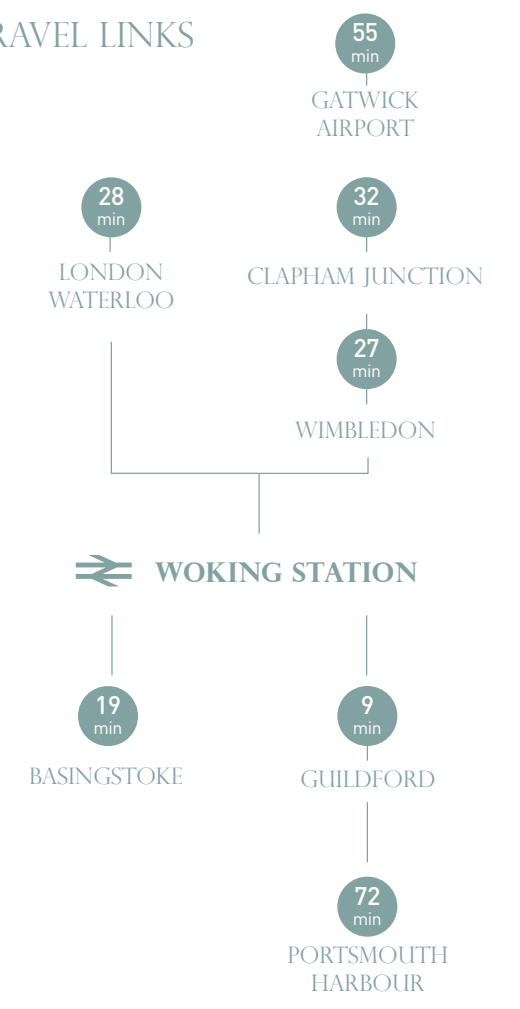 RAVEL LINKS
55
min
GATWICK
AIRPORT
28
min
LONDON
WATERLOO
32
min
CLAPHAM JUNCTION
27
min
WIMBLEDON
WOKING STATION
19
min
BASINGSTOKE
9
min
GUILDFORD
72
min
PORTSMOUTH
HARBOUR